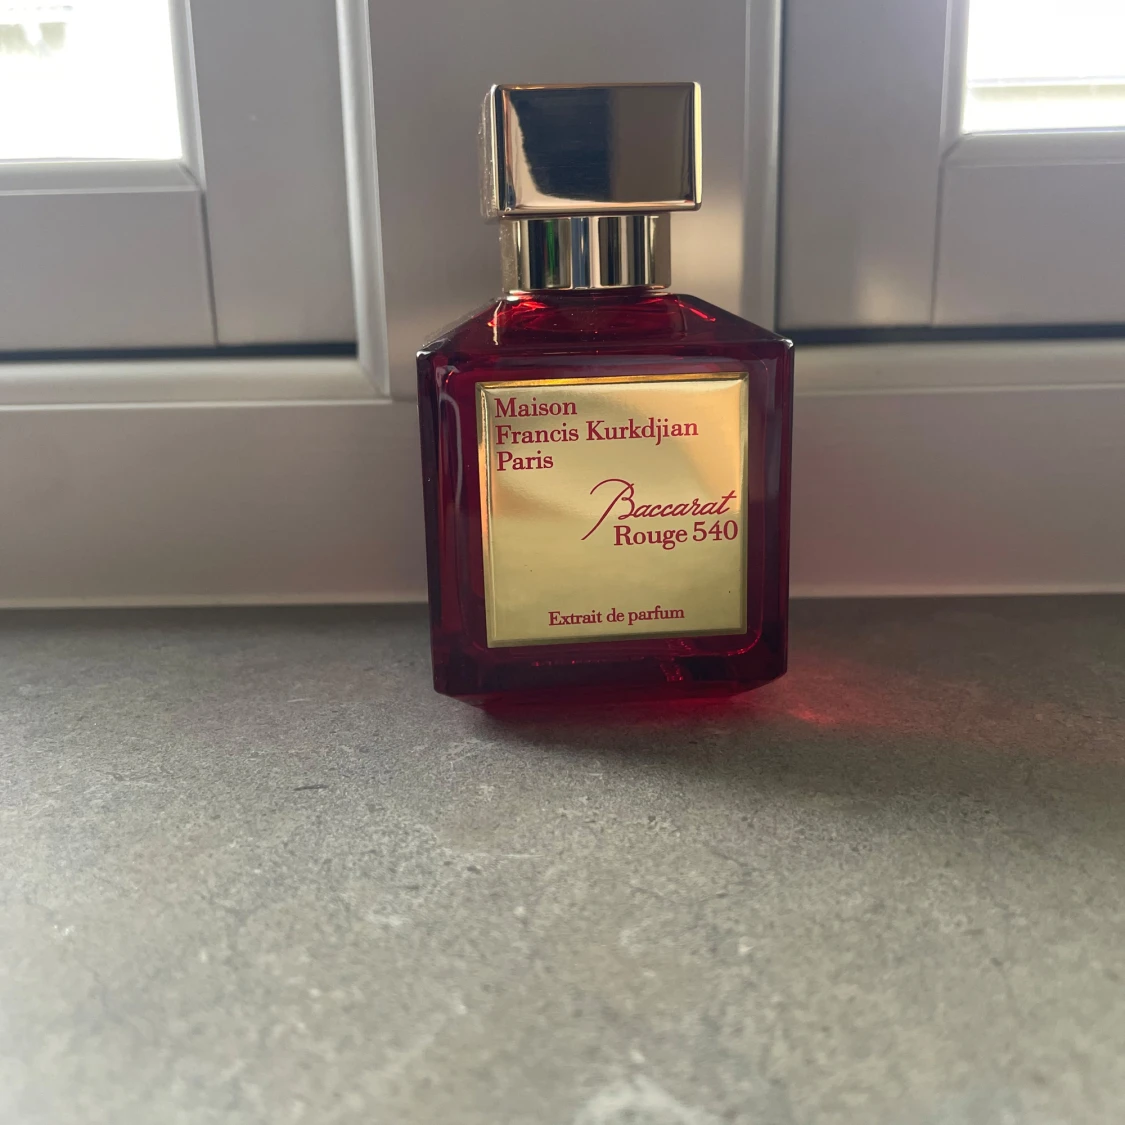 Maison
Francis Kurkdjian
Paris
Baccarat
Rouge 540
Extrait de parfum